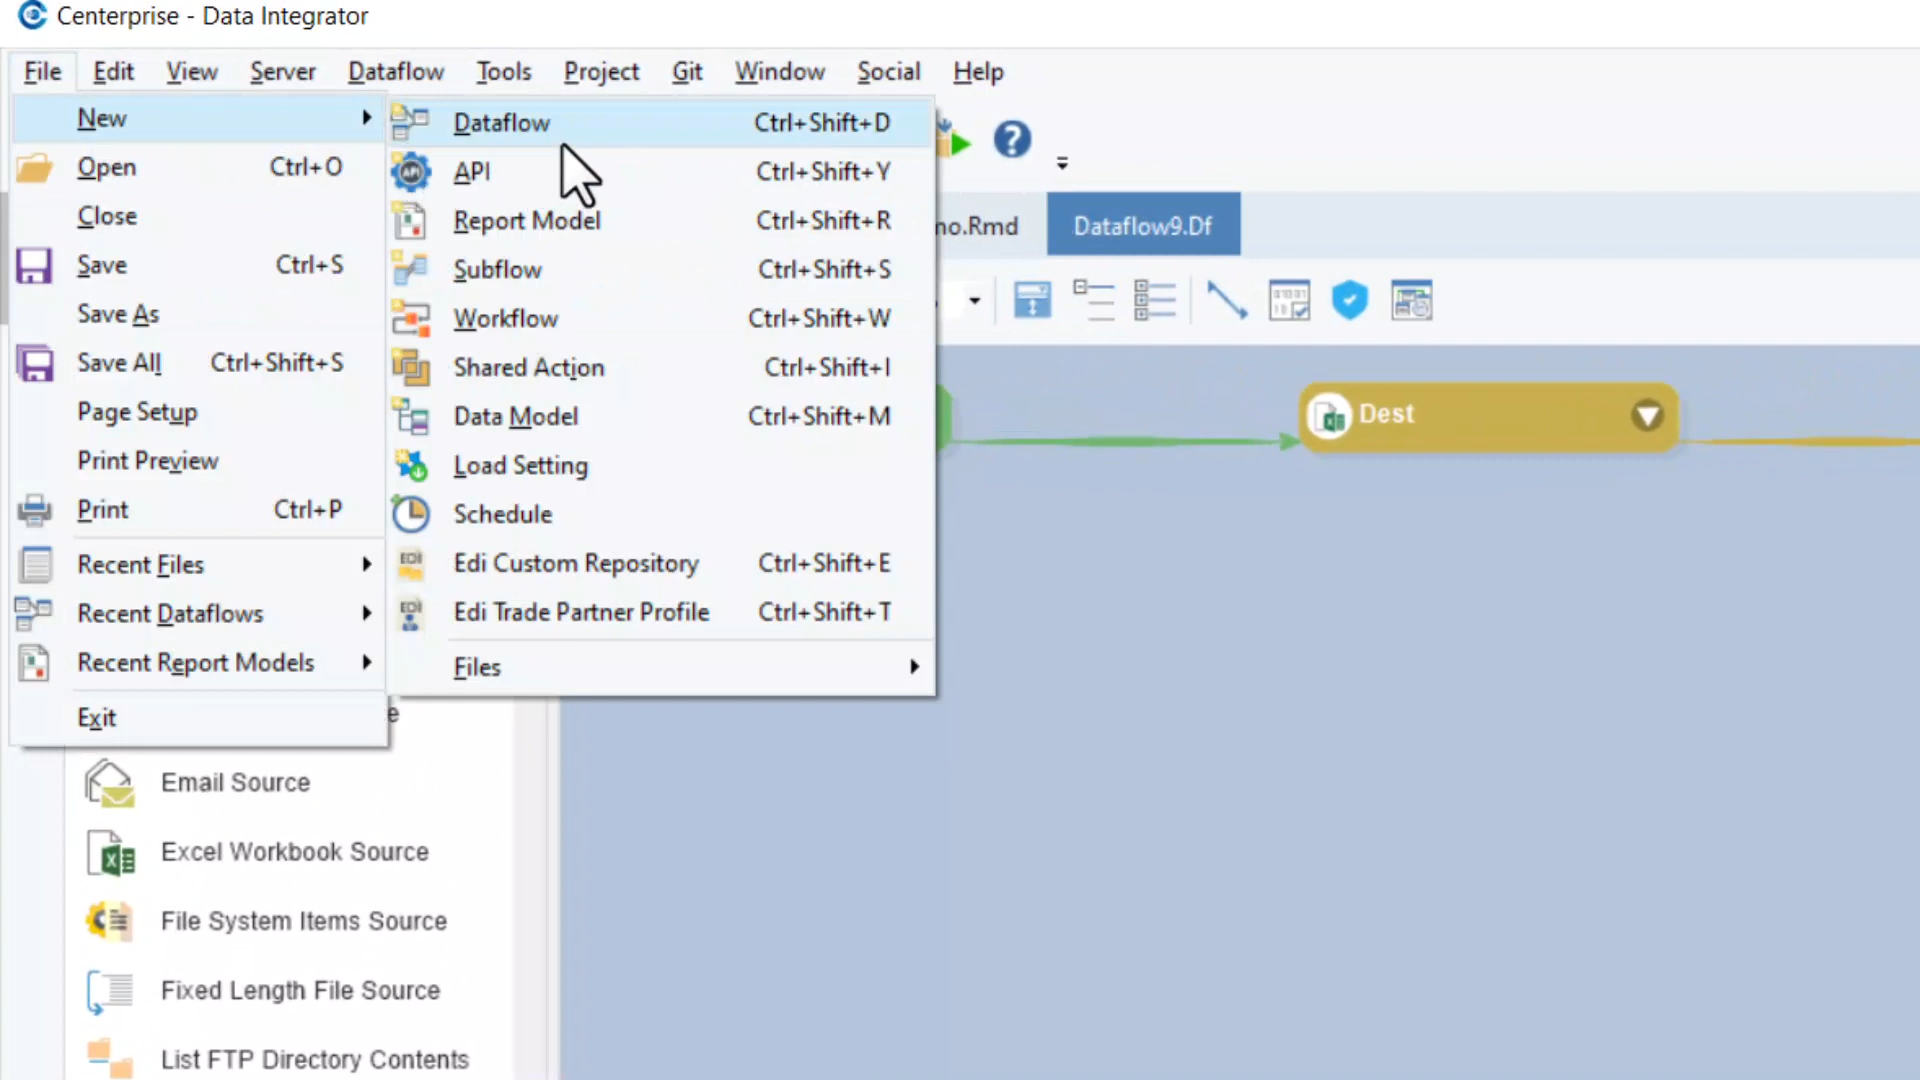 Centerprise - Data Integrator
File Edit View Server Dataflow Tools Project Git Window Social Help
New
Open Ctrl+O
Close
Save Ctrl+S
Save As
Save All Ctrl+Shift+S
Page Setup
Print Preview
Print Ctrl+P
Recent Files
Recent Dataflows
Recent Report Models
Exit
Dataflow Ctrl+Shift+D
API Ctrl+Shift+Y
Report Model Ctrl+Shift+R
Subflow Ctrl+Shift+S
Workflow Ctrl+Shift+W
Shared Action Ctrl+Shift+I
Data Model Ctrl+Shift+M
Load Setting
Schedule
Edi Custom Repository Ctrl+Shift+E
Edi Trade Partner Profile Ctrl+Shift+T
Files
no.Rmd Dataflow9.Df
Dest
Email Source
Excel Workbook Source
File System Items Source
Fixed Length File Source
List FTP Directory Contents